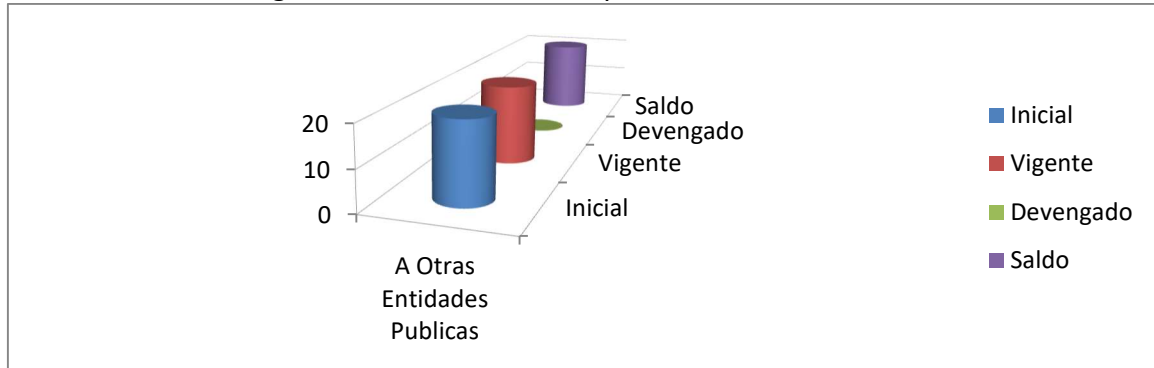 20
10
0
Saldo
Devengado
Vigente
Inicial
A Otras
Entidades
Publicas
Inicial
Vigente
Devengado
Saldo